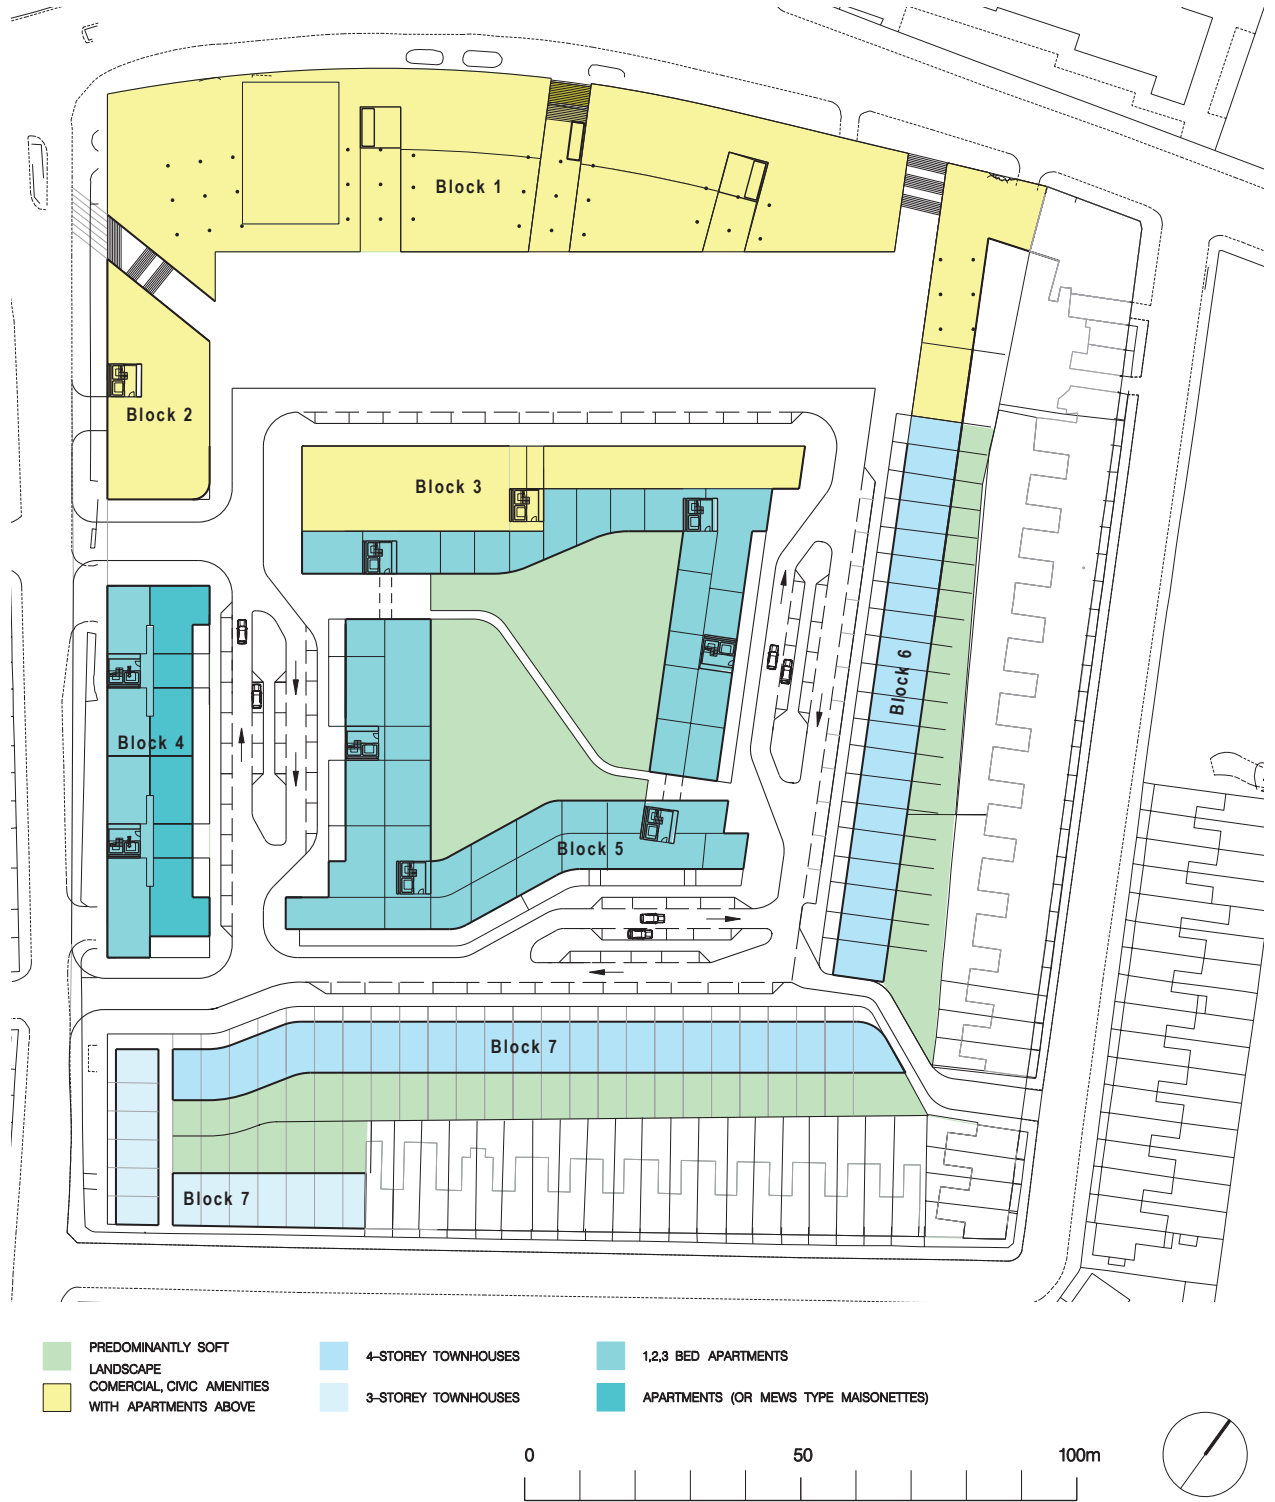 Block 1
Block 2
Block 3
Block 6
Block 4
Block 5
Block 7
Block 7
PREDOMINANTLY SOFT
LANDSCAPE
COMERCIAL, CIVIC AMENITIES
WITH APARTMENTS ABOVE
4-STOREY TOWNHOUSES
3-STOREY TOWNHOUSES
1,2,3 BED APARTMENTS
APARTMENTS (OR MEWS TYPE MAISONETTES)
0 50 100m